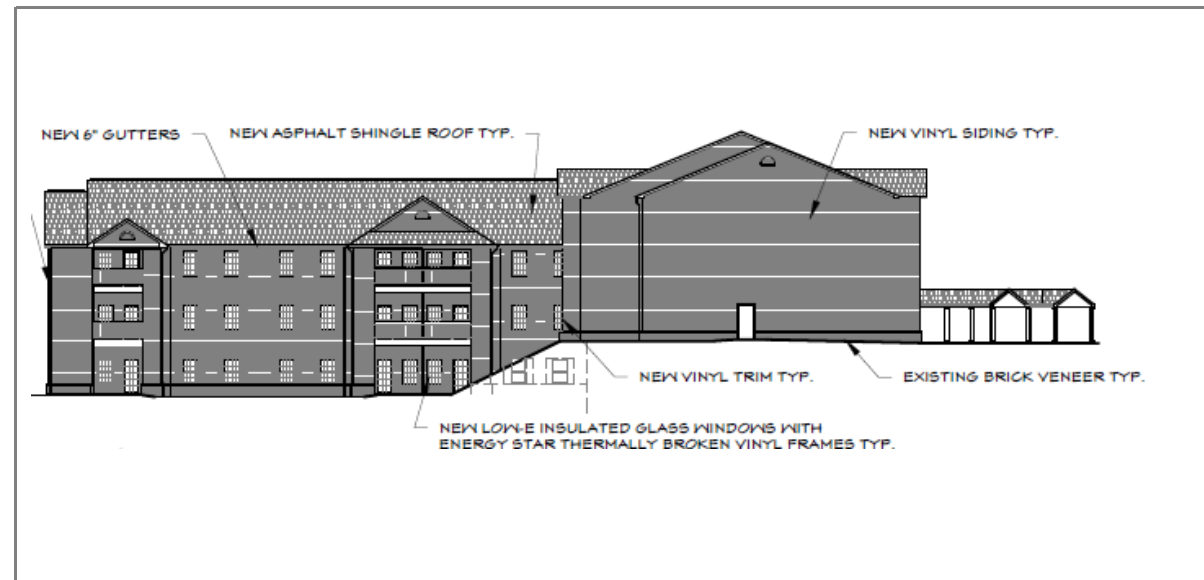 NEW 6" GUTTERS
NEW ASPHALT SHINGLE ROOF TYP.
NEW VINYL SIDING TYP.
NEW VINYL TRIM TYP.
EXISTING BRICK VENEER TYP.
NEW LOW-E INSULATED GLASS WINDOWS WITH
ENERGY STAR THERMALLY BROKEN VINYL FRAMES TYP.